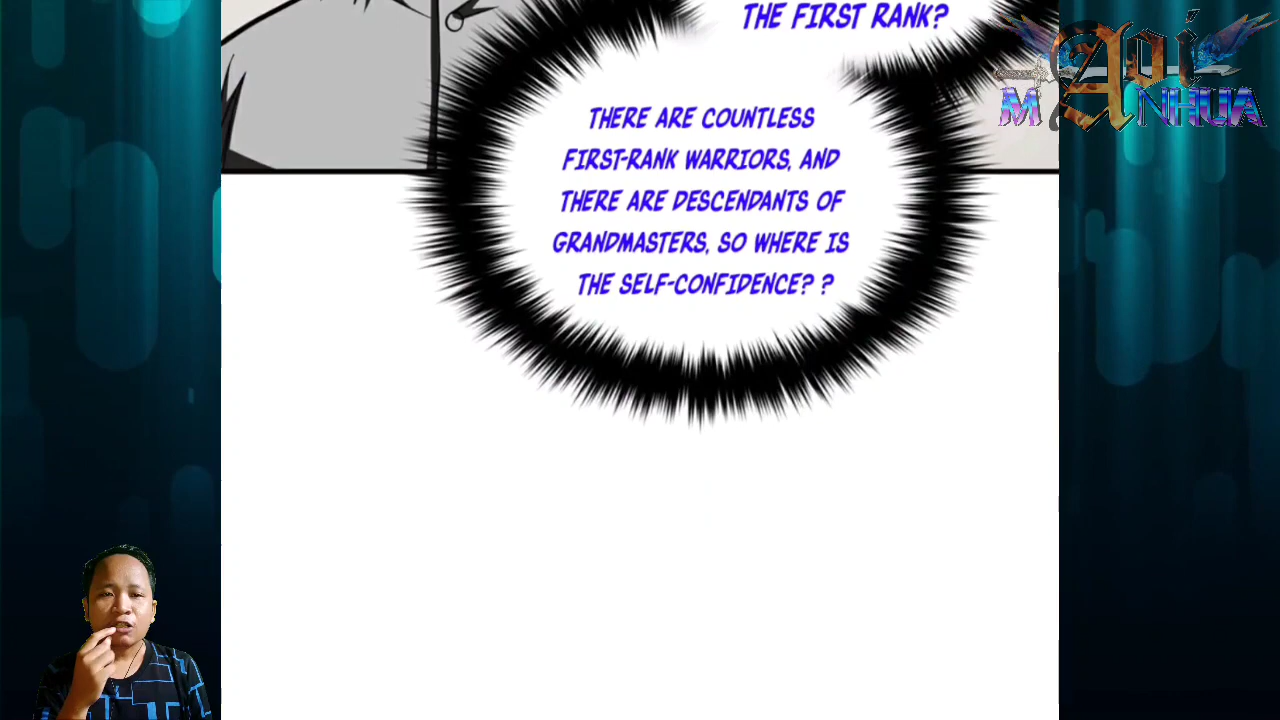 THE FIRST RANK?
THERE ARE COUNTLESS
FIRST-RANK WARRIORS, AND
THERE ARE DESCENDANTS OF
GRANDMASTERS, SO WHERE IS
THE SELF-CONFIDENCE? ?
Aoi
MANHUA